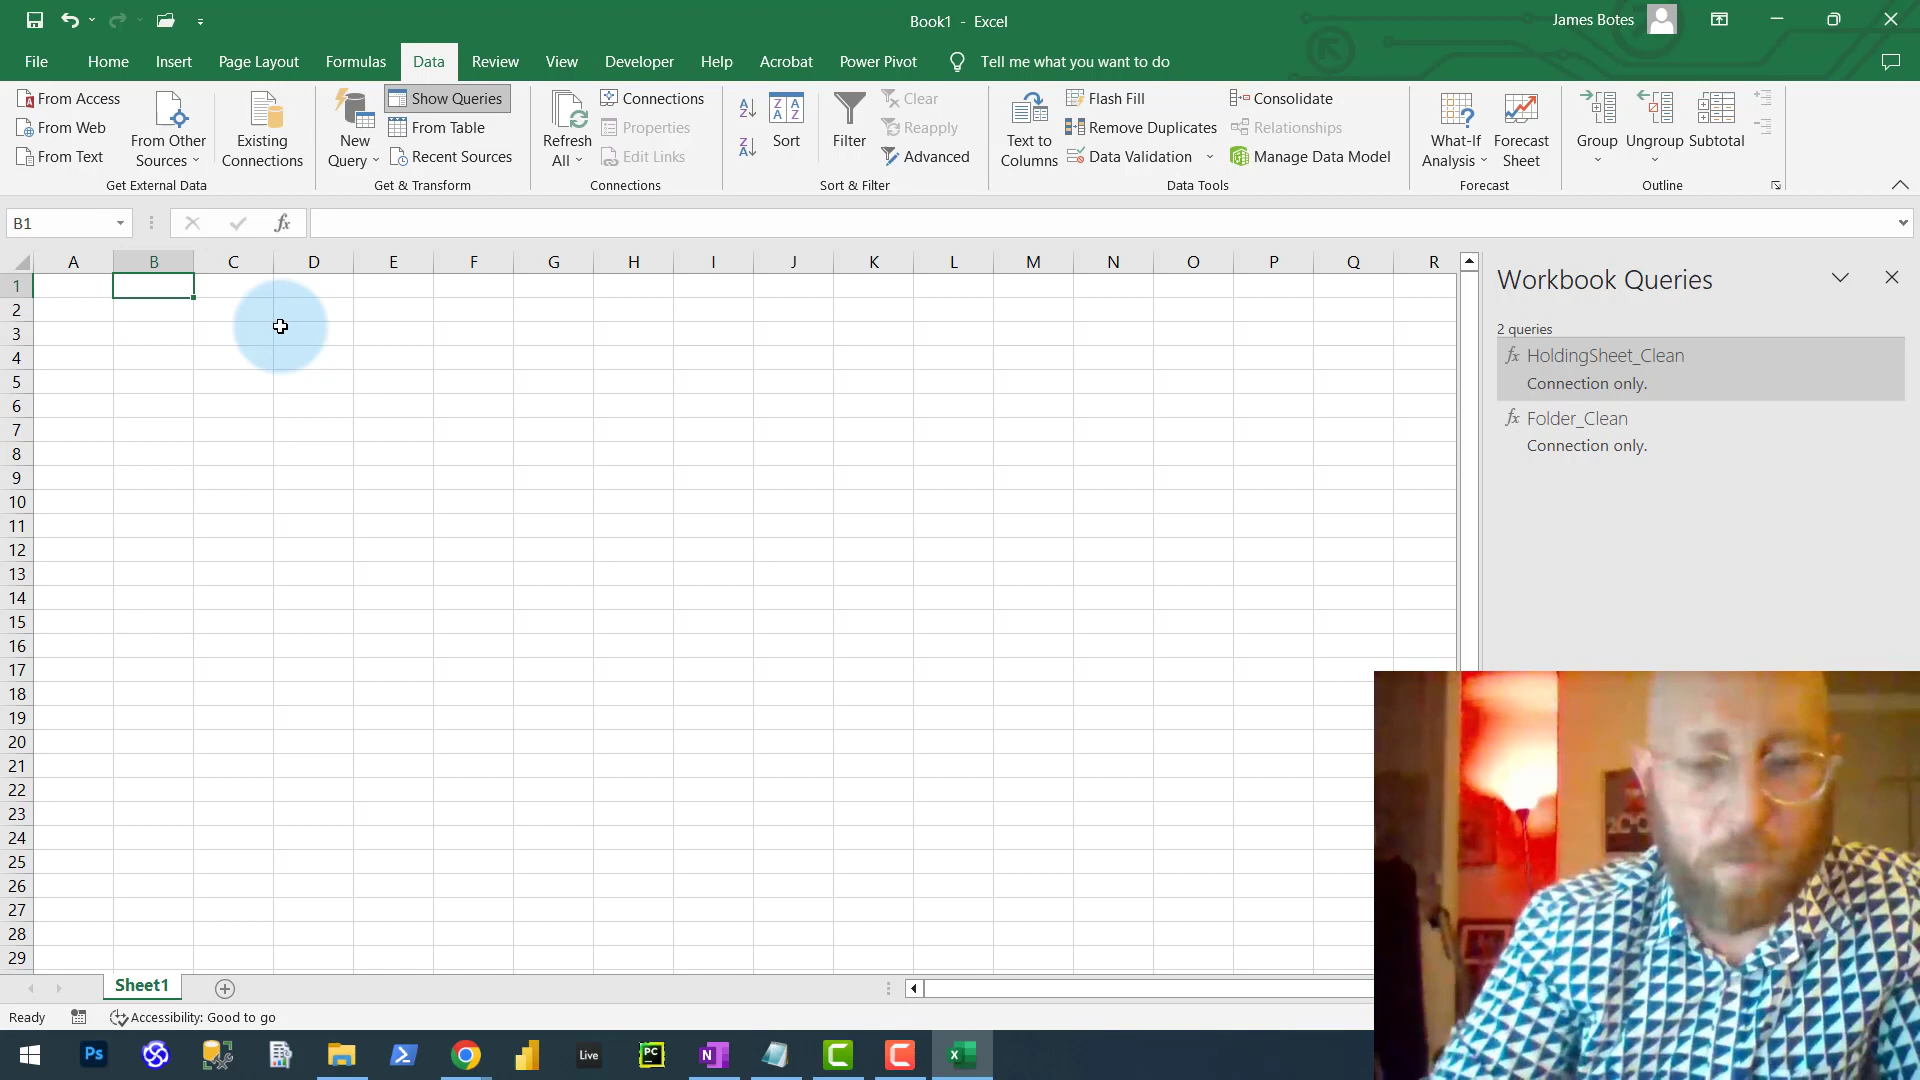 Book1 - Excel
James Botes
File Home Insert Page Layout Formulas Data Review View Developer Help Acrobat Power Pivot Tell me what you want to do
From Access
From Web
From Text
From Other Sources
Existing Connections
Get External Data
New Query
Show Queries
From Table
Recent Sources
Get & Transform
Refresh All
Connections
Properties
Edit Links
Connections
Sort
Filter
Clear
Reapply
Advanced
Sort & Filter
Text to Columns
Flash Fill
Remove Duplicates
Data Validation
Consolidate
Relationships
Manage Data Model
Data Tools
What-If Analysis
Forecast Sheet
Forecast
Group
Ungroup
Subtotal
Outline
B1
fx
A B C D E F G H I J K L M N O P Q R
1
2
3
4
5
6
7
8
9
10
11
12
13
14
15
16
17
18
19
20
21
22
23
24
25
26
27
28
29
Workbook Queries
2 queries
fx HoldingSheet_Clean
Connection only.
fx Folder_Clean
Connection only.
Sheet1
Ready
Accessibility: Good to go
Ps
Live
PC
N
C
C
X